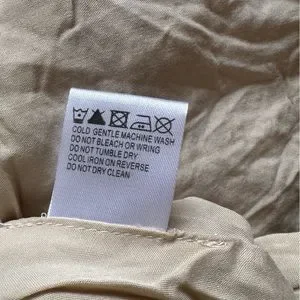 COLD GENTLE MACHINE WASH
DO NOT BLEACH OR WRING
DO NOT TUMBLE DRY
COOL IRON ON REVERSE
DO NOT DRY CLEAN